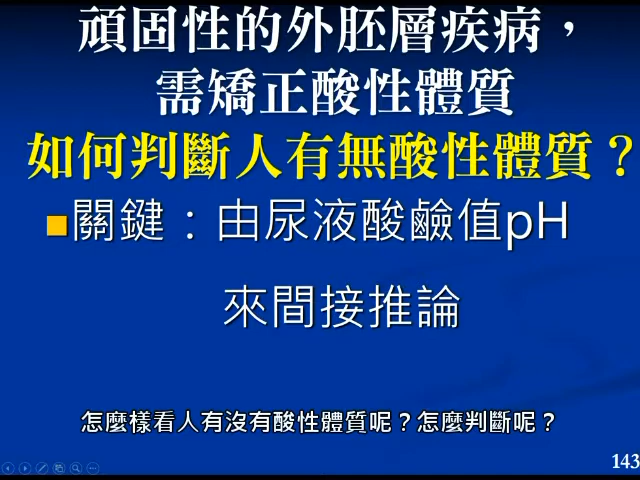 頑固性的外胚層疾病，
需矯正酸性體質
如何判斷人有無酸性體質？
關鍵：由尿液酸鹼值pH
來間接推論
怎麼樣看人有沒有酸性體質呢？怎麼判斷呢？
143